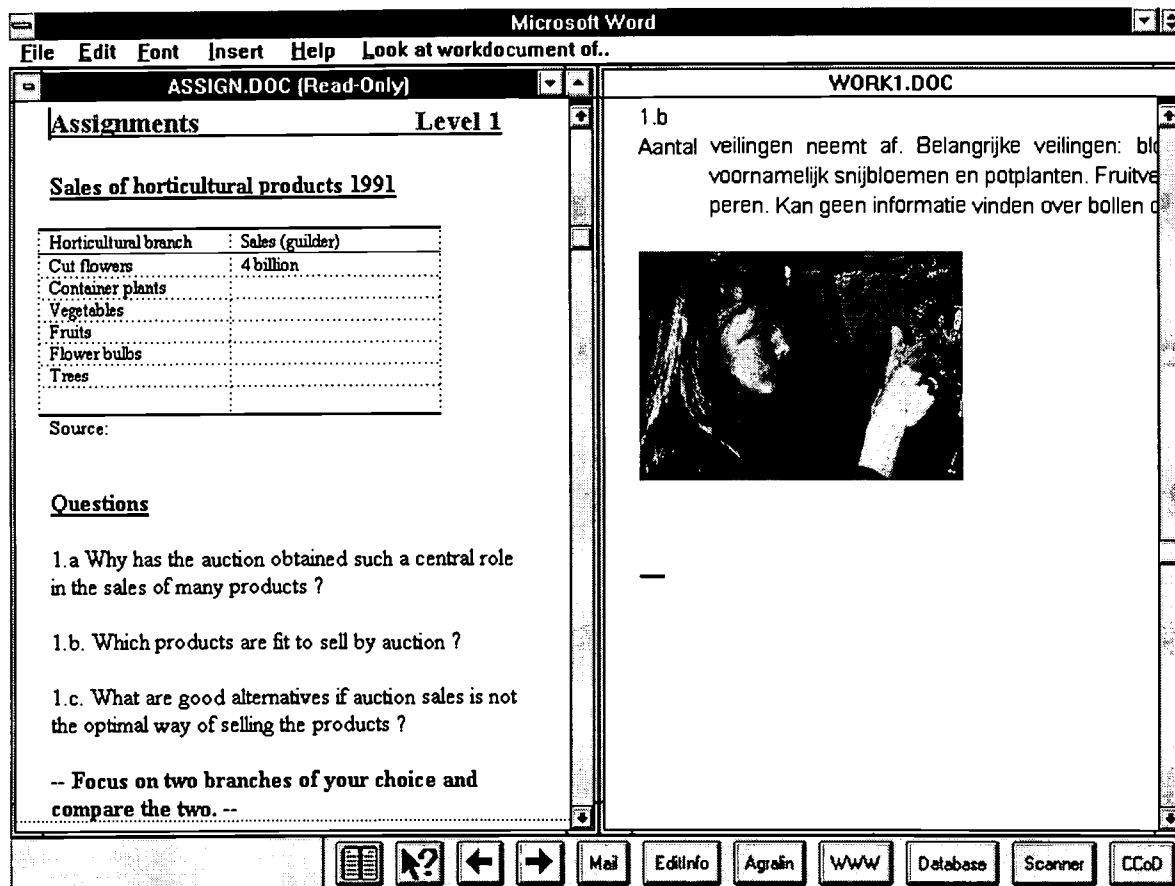 Microsoft Word
File Edit Font Insert Help Look at workdocument of..
ASSIGN.DOC (Read-Only)
Assignments Level 1
Sales of horticultural products 1991
Horticultural branch Sales (guilder)
Cut flowers 4 billion
Container plants
Vegetables
Fruits
Flower bulbs
Trees
Source:
Questions
1.a Why has the auction obtained such a central role
in the sales of many products ?
1.b. Which products are fit to sell by auction ?
1.c. What are good alternatives if auction sales is not
the optimal way of selling the products ?
-- Focus on two branches of your choice and
compare the two. --
WORK1.DOC
1.b
Aantal veilingen neemt af. Belangrijke veilingen:
voornamelijk snijbloemen en potplanten.
peren. Kan geen informatie vinden over bollen
Mail EditInfo Agralin WWW Database Scanner CCoD